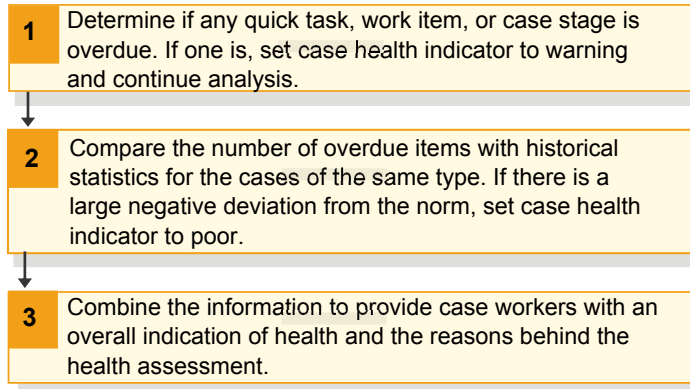 1
Determine if any quick task, work item, or case stage is
overdue. If one is, set case health indicator to warning
and continue analysis.
2
Compare the number of overdue items with historical
statistics for the cases of the same type. If there is a
large negative deviation from the norm, set case health
indicator to poor.
3
Combine the information to provide case workers with an
overall indication of health and the reasons behind the
health assessment.